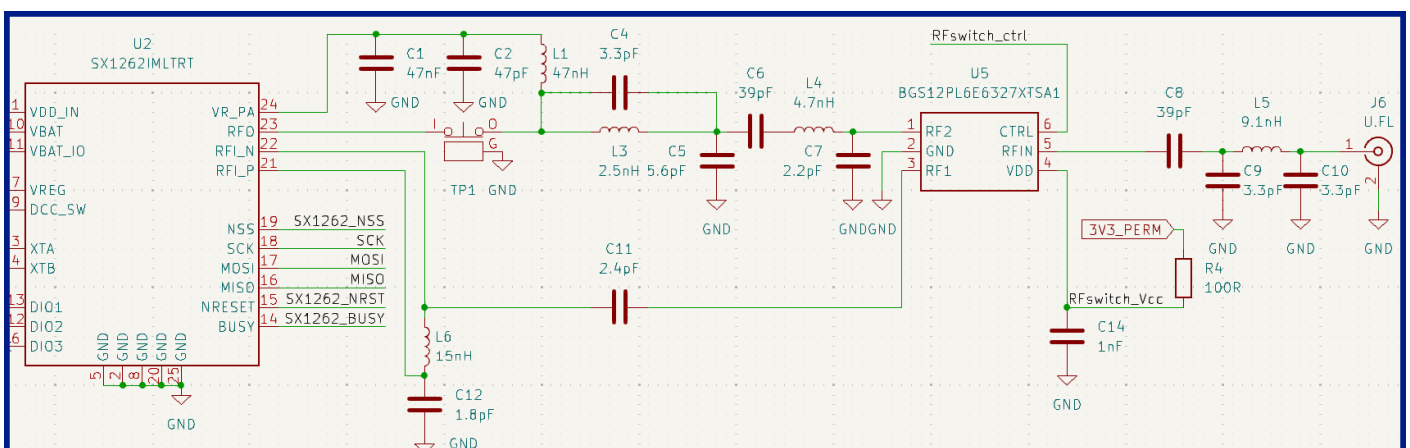 U2
SX1262IMLTRT
1 VDD_IN
10 VBAT
11 VBAT_IO
7 VREG
9 DCC_SW
3 XTA
4 XTB
13 DIO1
12 DIO2
6 DIO3
VR_PA 24
RFO 23
RFI_N 22
RFI_P 21
NSS 19 SX1262_NSS
SCK 18 SCK
MOSI 17 MOSI
MISO 16 MISO
NRESET 15 SX1262_NRST
BUSY 14 SX1262_BUSY
GND GND GND GND GND
5 2 8 20 25
GND
C1
47nF
GND
C2
47pF
GND
L1
47nH
C4
3.3pF
I O
G
TP1 GND
L3
2.5nH
C5
5.6pF
GND
C6
39pF
L4
4.7nH
C7
2.2pF
GND
GND
RFswitch_ctrl
U5
BGS12PL6E6327XTSA1
1 RF2
2 GND
3 RF1
CTRL 6
RFIN 5
VDD 4
C8
39pF
L5
9.1nH
J6
U.FL
1
2
GND
C9
3.3pF
GND
C10
3.3pF
GND
3V3_PERM
R4
100R
RFswitch_Vcc
C14
1nF
GND
C11
2.4pF
L6
15nH
C12
1.8pF
GND